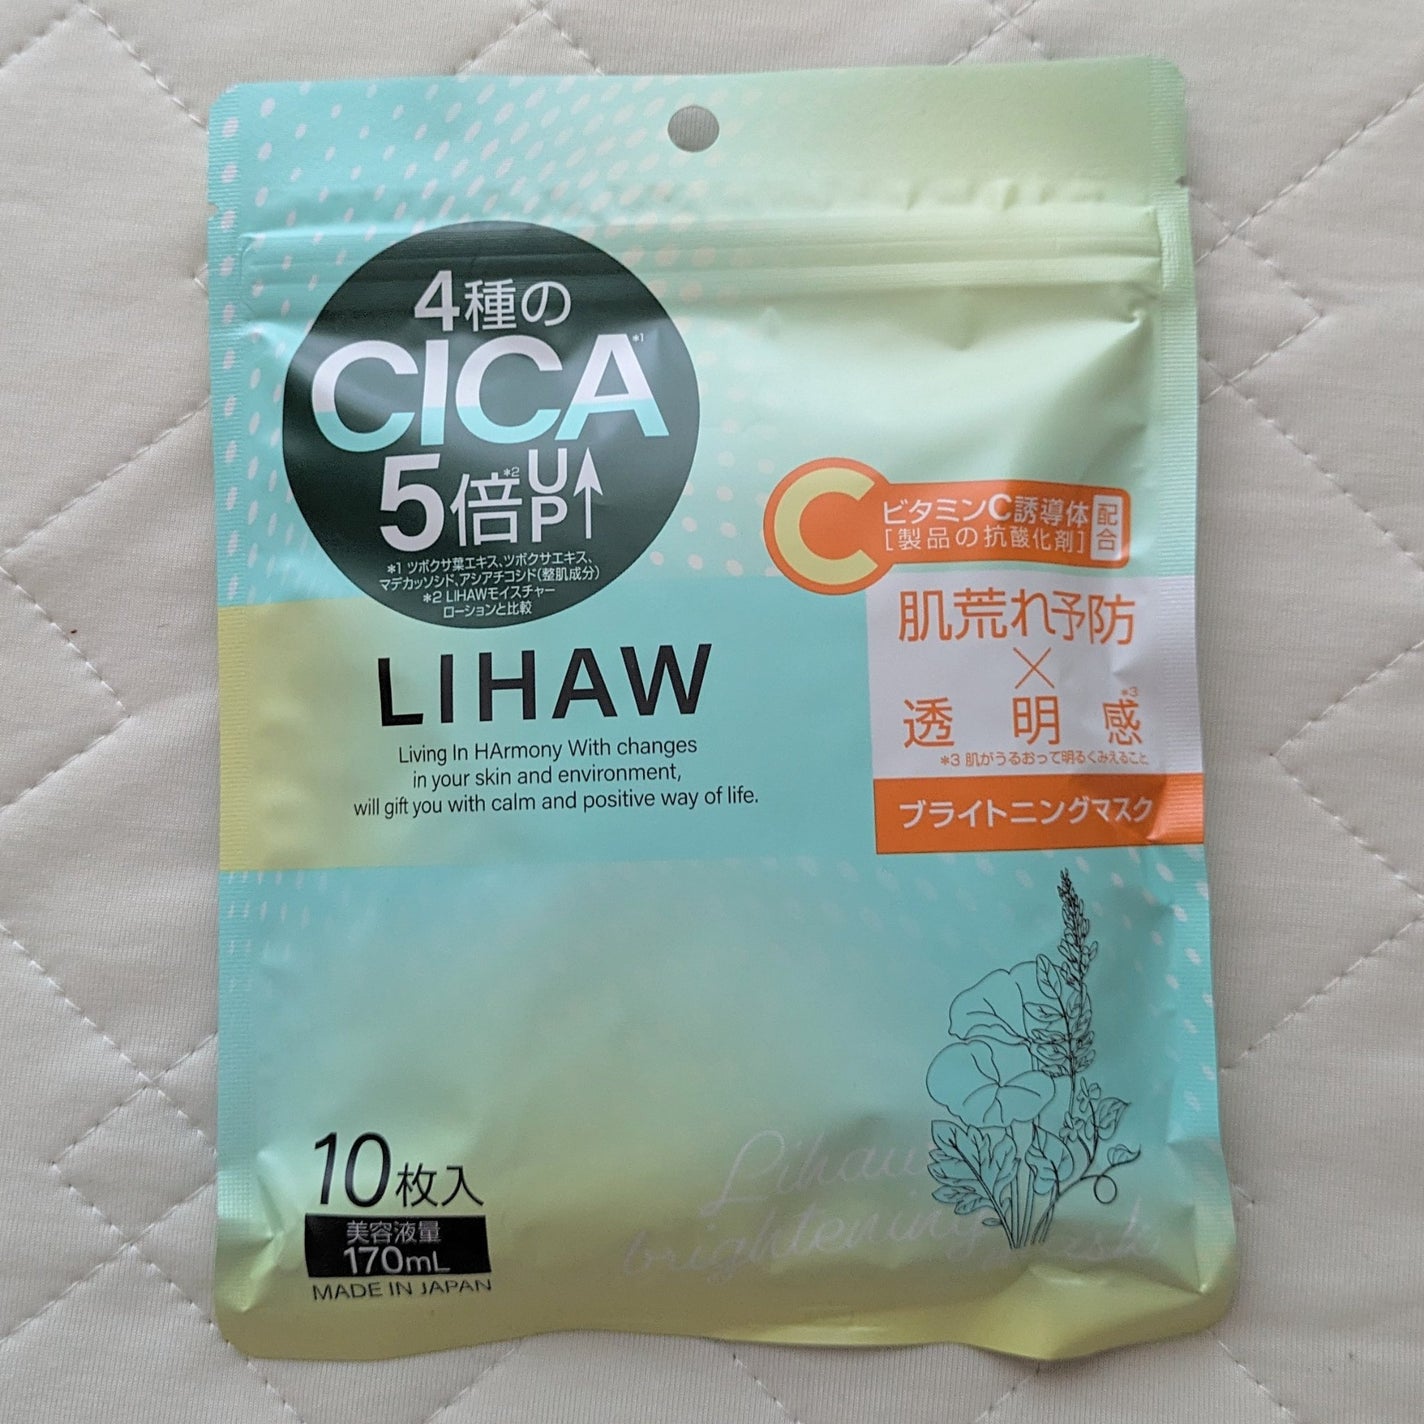 4種の
CICA*1
5倍*2 UP↑
*1 ツボクサ葉エキス、ツボクサエキス、
マデカッソシド、アシアチコシド(整肌成分)
*2 LIHAWモイスチャー
ローションと比較
C
ビタミンC誘導体
[製品の抗酸化剤]
配合
肌荒れ予防
×
透明感*3
*3 肌がうるおって明るくみえること
ブライトニングマスク
LIHAW
Living In HArmony With changes
in your skin and environment,
will gift you with calm and positive way of life.
10枚入
美容液量
170mL
MADE IN JAPAN
Lihaw
brightening mask